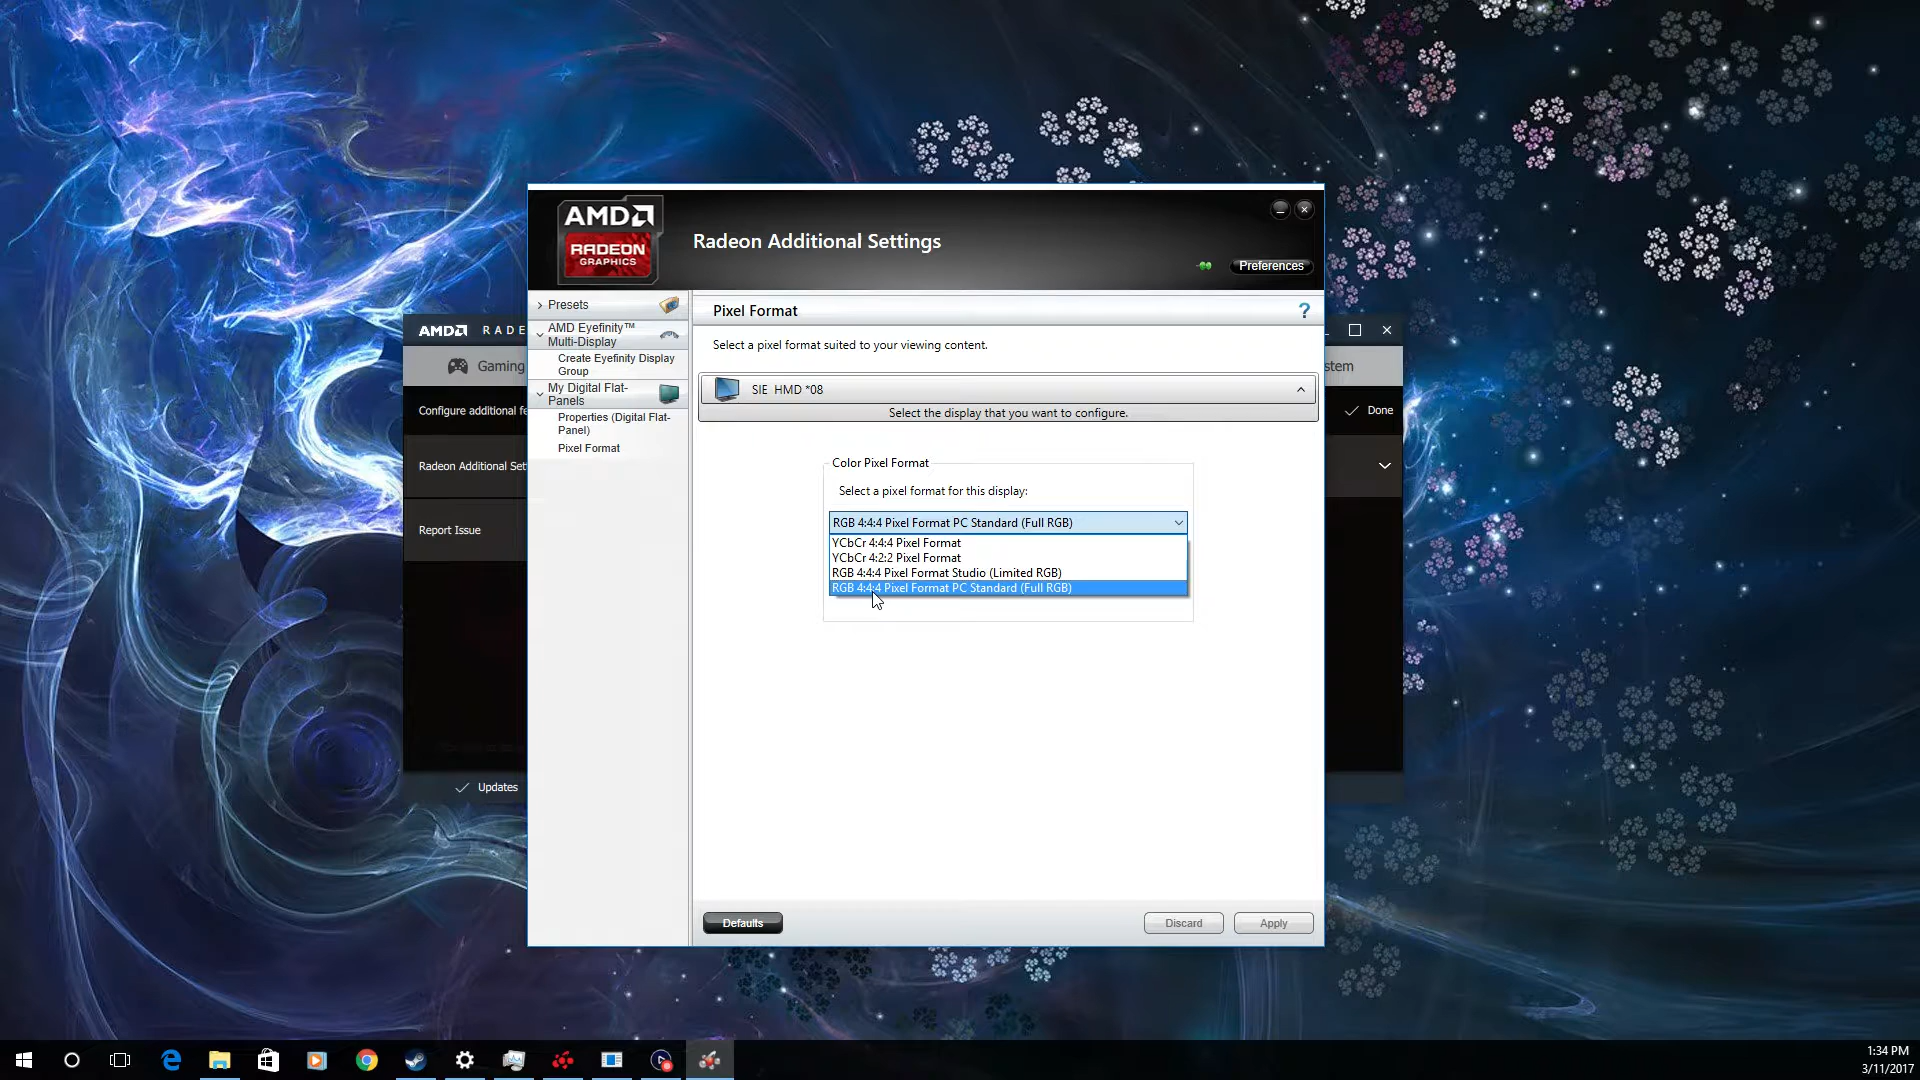 AMD
RADEON
GRAPHICS
Radeon Additional Settings
Preferences
Presets
AMD Eyefinity™
Multi-Display
Create Eyefinity Display
Group
My Digital Flat-
Panels
Properties (Digital Flat-
Panel)
Pixel Format
Pixel Format
?
Select a pixel format suited to your viewing content.
SIE HMD *08
Select the display that you want to configure.
Color Pixel Format
Select a pixel format for this display:
RGB 4:4:4 Pixel Format PC Standard (Full RGB)
YCbCr 4:4:4 Pixel Format
YCbCr 4:2:2 Pixel Format
RGB 4:4:4 Pixel Format Studio (Limited RGB)
RGB 4:4:4 Pixel Format PC Standard (Full RGB)
Defaults
Discard
Apply
AMD RADE
Gaming
stem
Configure additional fe
Done
Radeon Additional Set
Report Issue
Updates
1:34 PM
3/11/2017